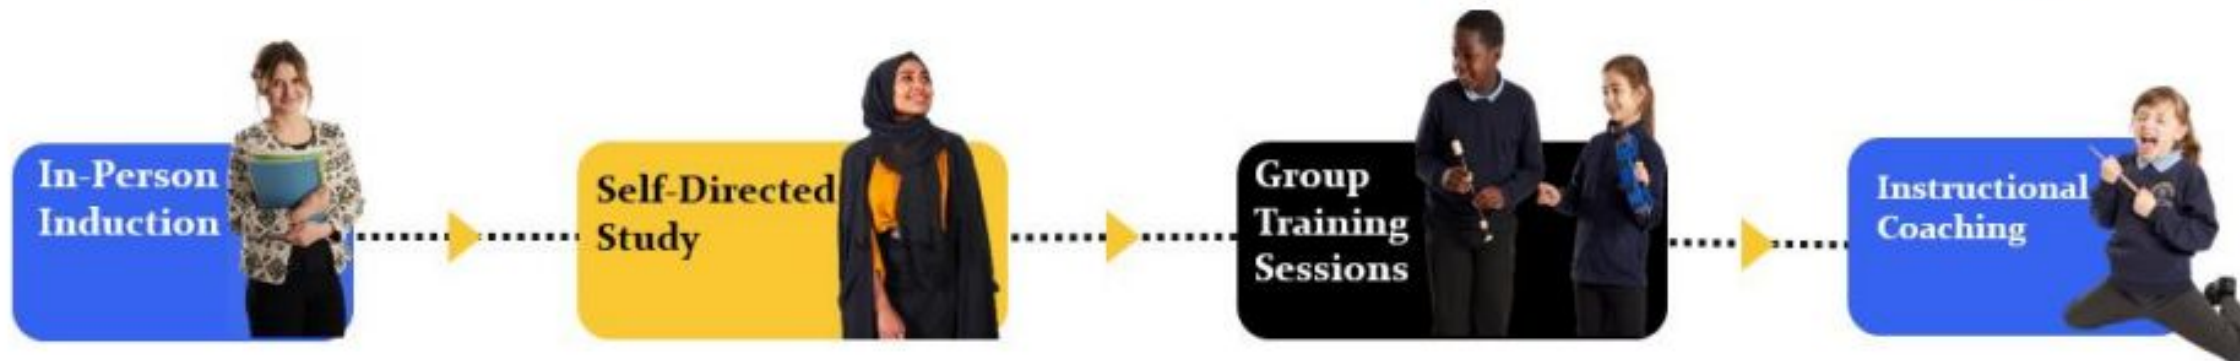 In-Person
Induction
Self-Directed
Study
Group
Training
Sessions
Instructional
Coaching